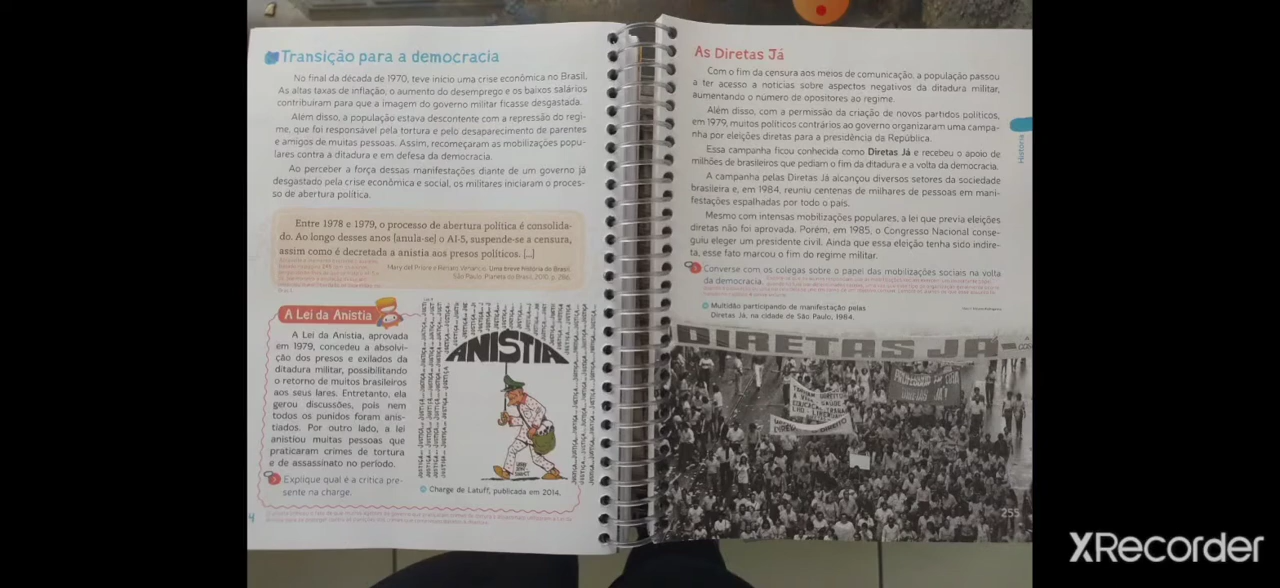 Transição para a democracia
No final da década de 1970, teve início uma crise econômica no Brasil.
As altas taxas de inflação, o aumento do desemprego e os baixos salários
contribuíram para que a imagem do governo militar ficasse desgastada.
Além disso, a população estava descontente com a repressão do regi-
me, que foi responsável pela tortura e pelo desaparecimento de parentes
e amigos de muitas pessoas. Assim, recomeçaram as mobilizações popu-
lares contra a ditadura e em defesa da democracia.
Ao perceber a força dessas manifestações diante de um governo já
desgastado pela crise econômica e social, os militares iniciaram o proces-
so de abertura política.
Entre 1978 e 1979, o processo de abertura política é consolida-
do. Ao longo desses anos [anula-se] o AI-5, suspende-se a censura,
assim como é decretada a anistia aos presos políticos. [...]
Mary del Priore e Renato Venancio. Uma breve história do Brasil.
São Paulo: Planeta do Brasil, 2010. p. 286.
A Lei da Anistia
A Lei da Anistia, aprovada
em 1979, concedeu a absolvi-
ção dos presos e exilados da
ditadura militar, possibilitando
o retorno de muitos brasileiros
aos seus lares. Entretanto, ela
gerou discussões, pois nem
todos os punidos foram anis-
tiados. Por outro lado, a lei
anistiou muitas pessoas que
praticaram crimes de tortura
e de assassinato no período.
Explique qual é a crítica pre-
sente na charge.
JUSTIÇA
ANISTIA
Charge de Latuff, publicada em 2014.
4
As Diretas Já
Com o fim da censura aos meios de comunicação, a população passou
a ter acesso a notícias sobre aspectos negativos da ditadura militar,
aumentando o número de opositores ao regime.
Além disso, com a permissão da criação de novos partidos políticos,
em 1979, muitos políticos contrários ao governo organizaram uma campa-
nha por eleições diretas para a presidência da República.
Essa campanha ficou conhecida como Diretas Já e recebeu o apoio de
milhões de brasileiros que pediam o fim da ditadura e a volta da democracia.
A campanha pelas Diretas Já alcançou diversos setores da sociedade
brasileira e, em 1984, reuniu centenas de milhares de pessoas em mani-
festações espalhadas por todo o país.
Mesmo com intensas mobilizações populares, a lei que previa eleições
diretas não foi aprovada. Porém, em 1985, o Congresso Nacional conse-
guiu eleger um presidente civil. Ainda que essa eleição tenha sido indire-
ta, esse fato marcou o fim do regime militar.
Converse com os colegas sobre o papel das mobilizações sociais na volta
da democracia.
Multidão participando de manifestação pelas
Diretas Já, na cidade de São Paulo, 1984.
História
DIRETAS JÁ
255
XRecorder